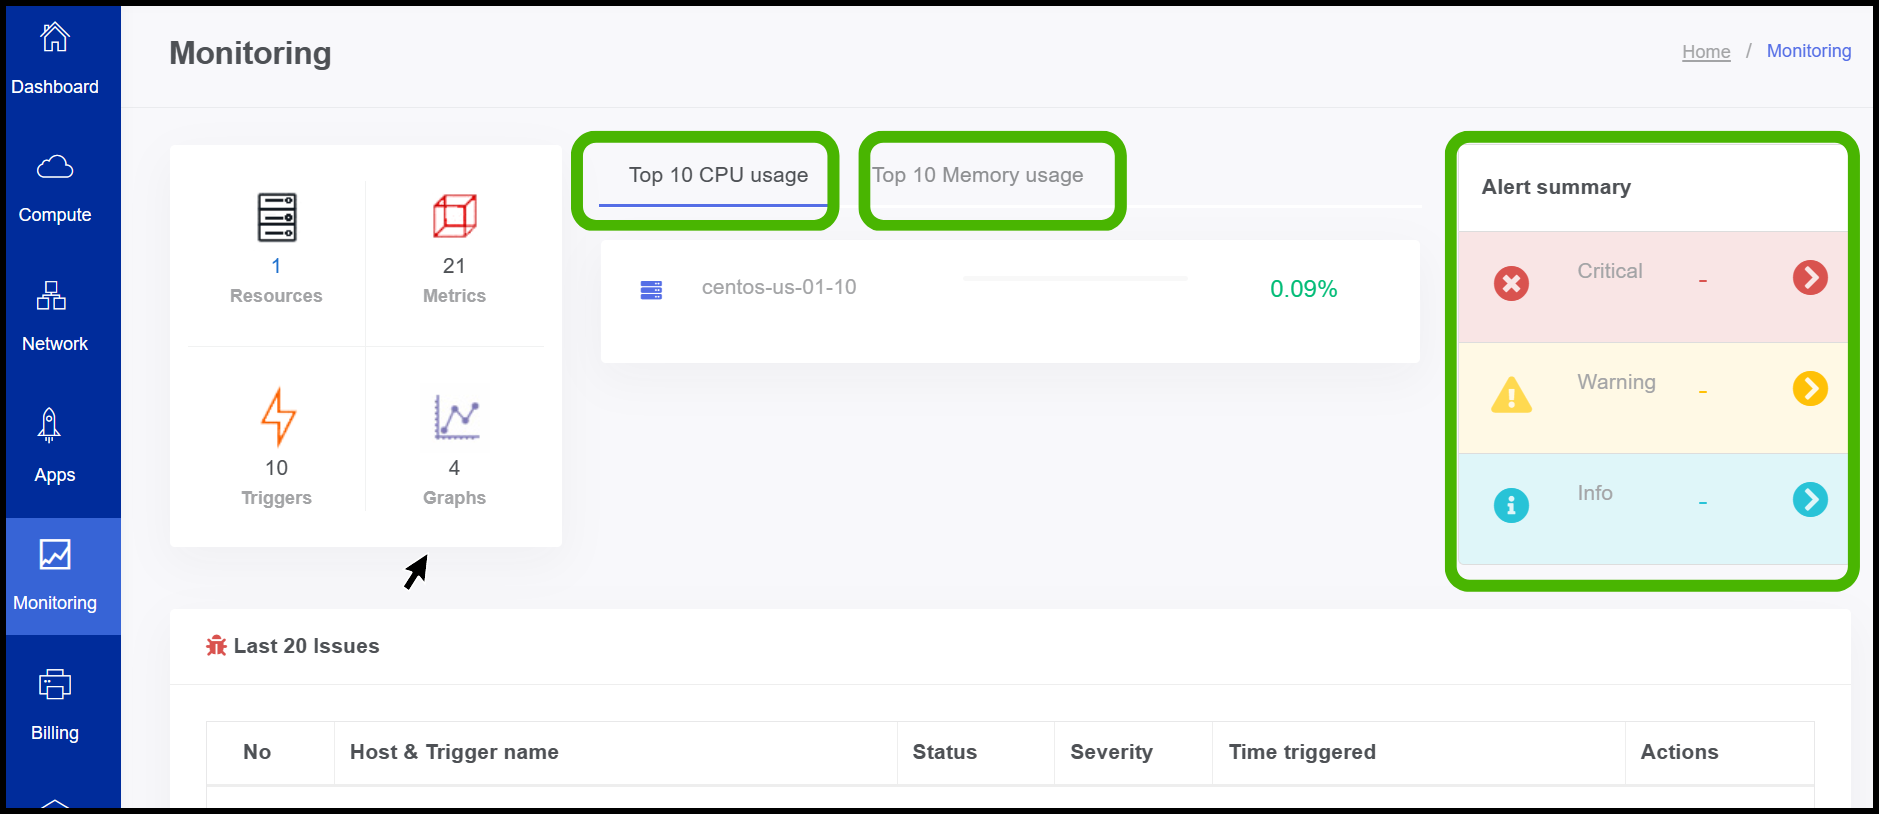 Dashboard
Compute
Network
Apps
Monitoring
Billing
Monitoring
Home / Monitoring
1
Resources
21
Metrics
10
Triggers
4
Graphs
Top 10 CPU usage
Top 10 Memory usage
centos-us-01-10
0.09%
Alert summary
Critical -
Warning -
Info -
Last 20 Issues
No
Host & Trigger name
Status
Severity
Time triggered
Actions